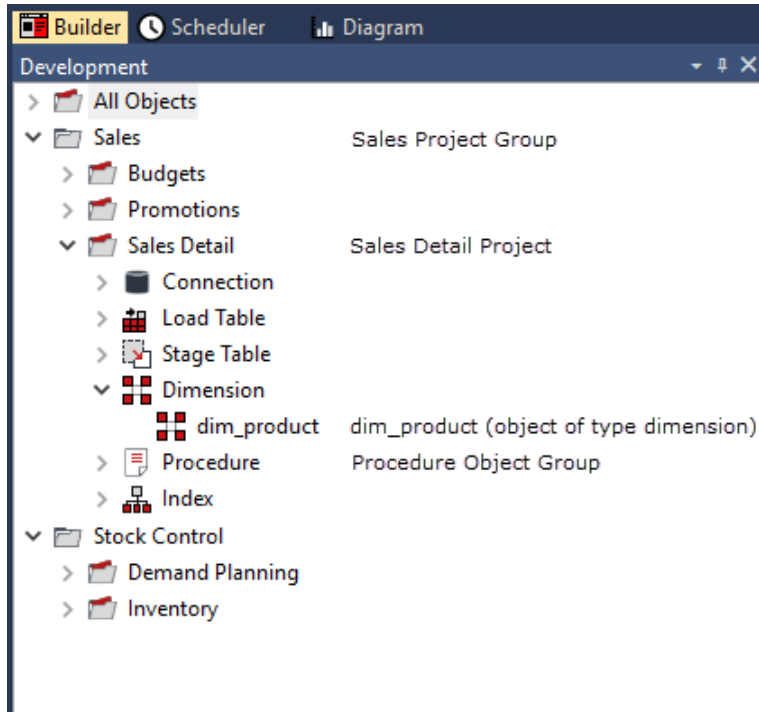 Builder Scheduler Diagram
Development
All Objects
Sales Sales Project Group
Budgets
Promotions
Sales Detail Sales Detail Project
Connection
Load Table
Stage Table
Dimension
dim_product dim_product (object of type dimension)
Procedure Procedure Object Group
Index
Stock Control
Demand Planning
Inventory